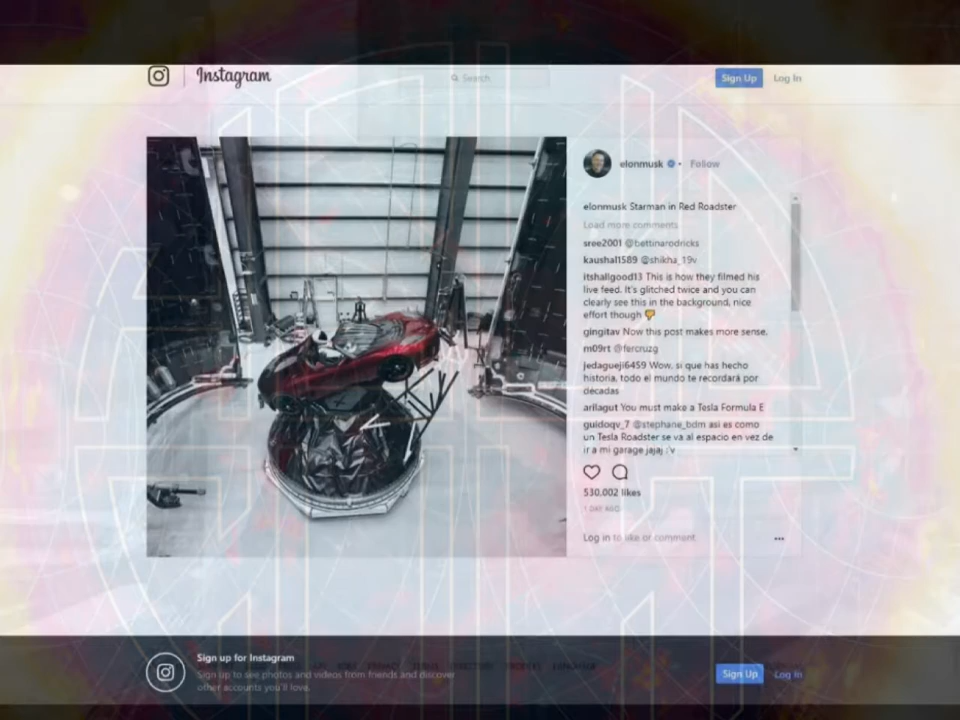 Instagram
Search
Sign Up
Log In
elonmusk • Follow
elonmusk Starman in Red Roadster
Load more comments
sree2001 @bettinarodricks
kaushal1589 @shikha_19v
itshallgood13 This is how they filmed his
live feed. It's glitched twice and you can
clearly see this in the background, nice
effort though 👎
gingitav Now this post makes more sense.
m09rt @fercruzg
jedagueji6459 Wow, si que has hecho
historia, todo el mundo te recordará por
décadas
arilagut You must make a Tesla Formula E
guidoqv_7 @stephane_bdm asi es como
un Tesla Roadster se va al espacio en vez de
ir a mi garage jajaj :'v
530,002 likes
1 DAY AGO
Log in to like or comment
...
Sign up for Instagram
Sign up to see photos and videos from friends and discover
other accounts you'll love.
Sign Up
Log In